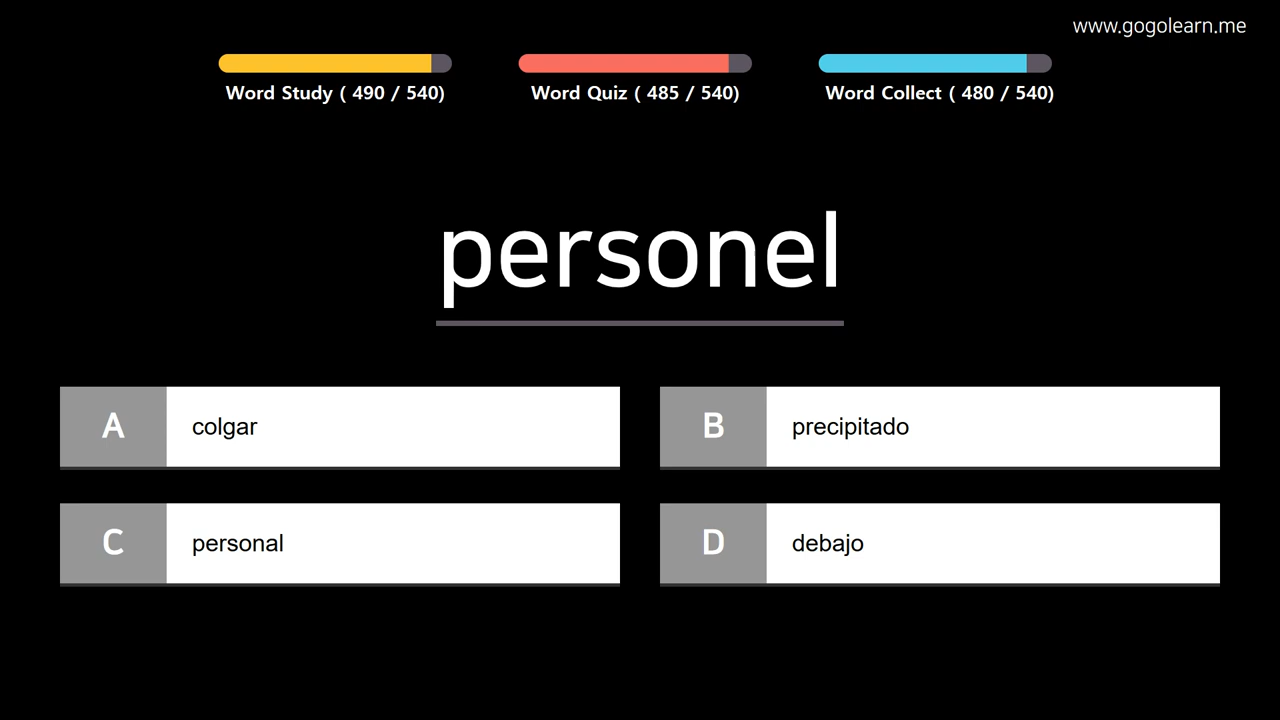 www.gogolearn.me
Word Study ( 490 / 540)
Word Quiz ( 485 / 540)
Word Collect ( 480 / 540)
personel
A colgar
B precipitado
C personal
D debajo